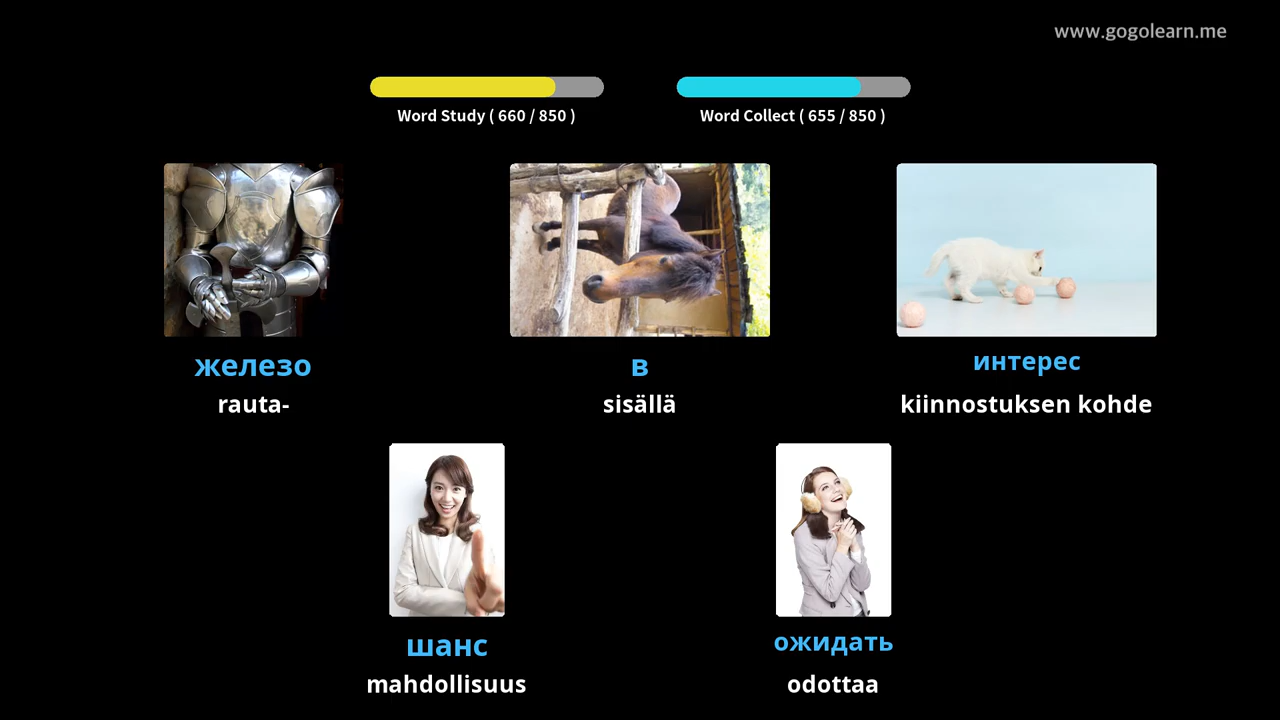 www.gogolearn.me
Word Study ( 660 / 850 )
Word Collect ( 655 / 850 )
железо
rauta-
в
sisällä
интерес
kiinnostuksen kohde
шанс
mahdollisuus
ожидать
odottaa